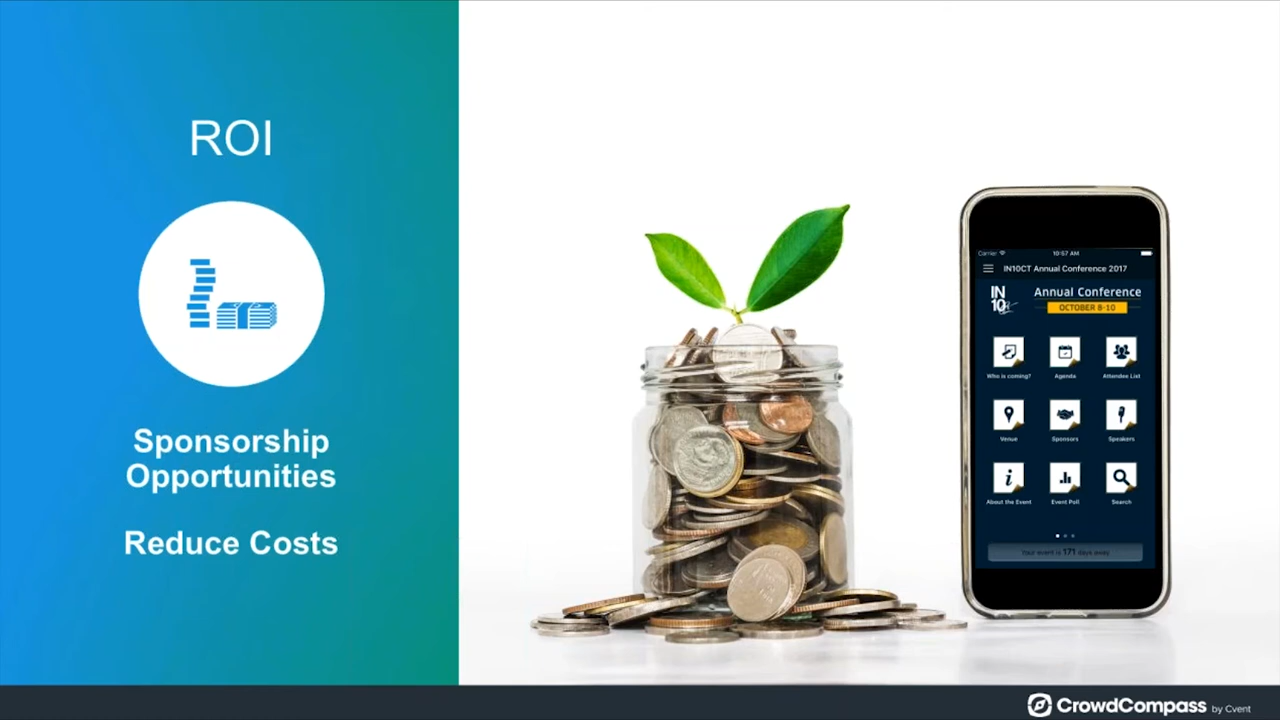 ROI
Sponsorship
Opportunities
Reduce Costs
Carrier
10:57 AM
IN10CT Annual Conference 2017
IN
10
Annual Conference
OCTOBER 8-10
Who is coming?
Agenda
Attendee List
Venue
Sponsors
Speakers
About the Event
Event Poll
Search
Your event is 171 days away
CrowdCompass by Cvent